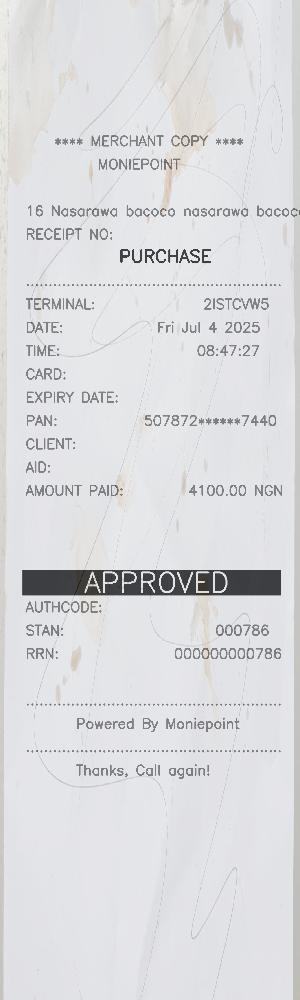 **** MERCHANT COPY ****
MONIEPOINT
16 Nasarawa bacoco nasarawa bacoco
RECEIPT NO:
PURCHASE
TERMINAL: 2ISTCVW5
DATE: Fri Jul 4 2025
TIME: 08:47:27
CARD:
EXPIRY DATE:
PAN: 507872******7440
CLIENT:
AID:
AMOUNT PAID: 4100.00 NGN
APPROVED
AUTHCODE:
STAN: 000786
RRN: 000000000786
Powered By Moniepoint
Thanks, Call again!